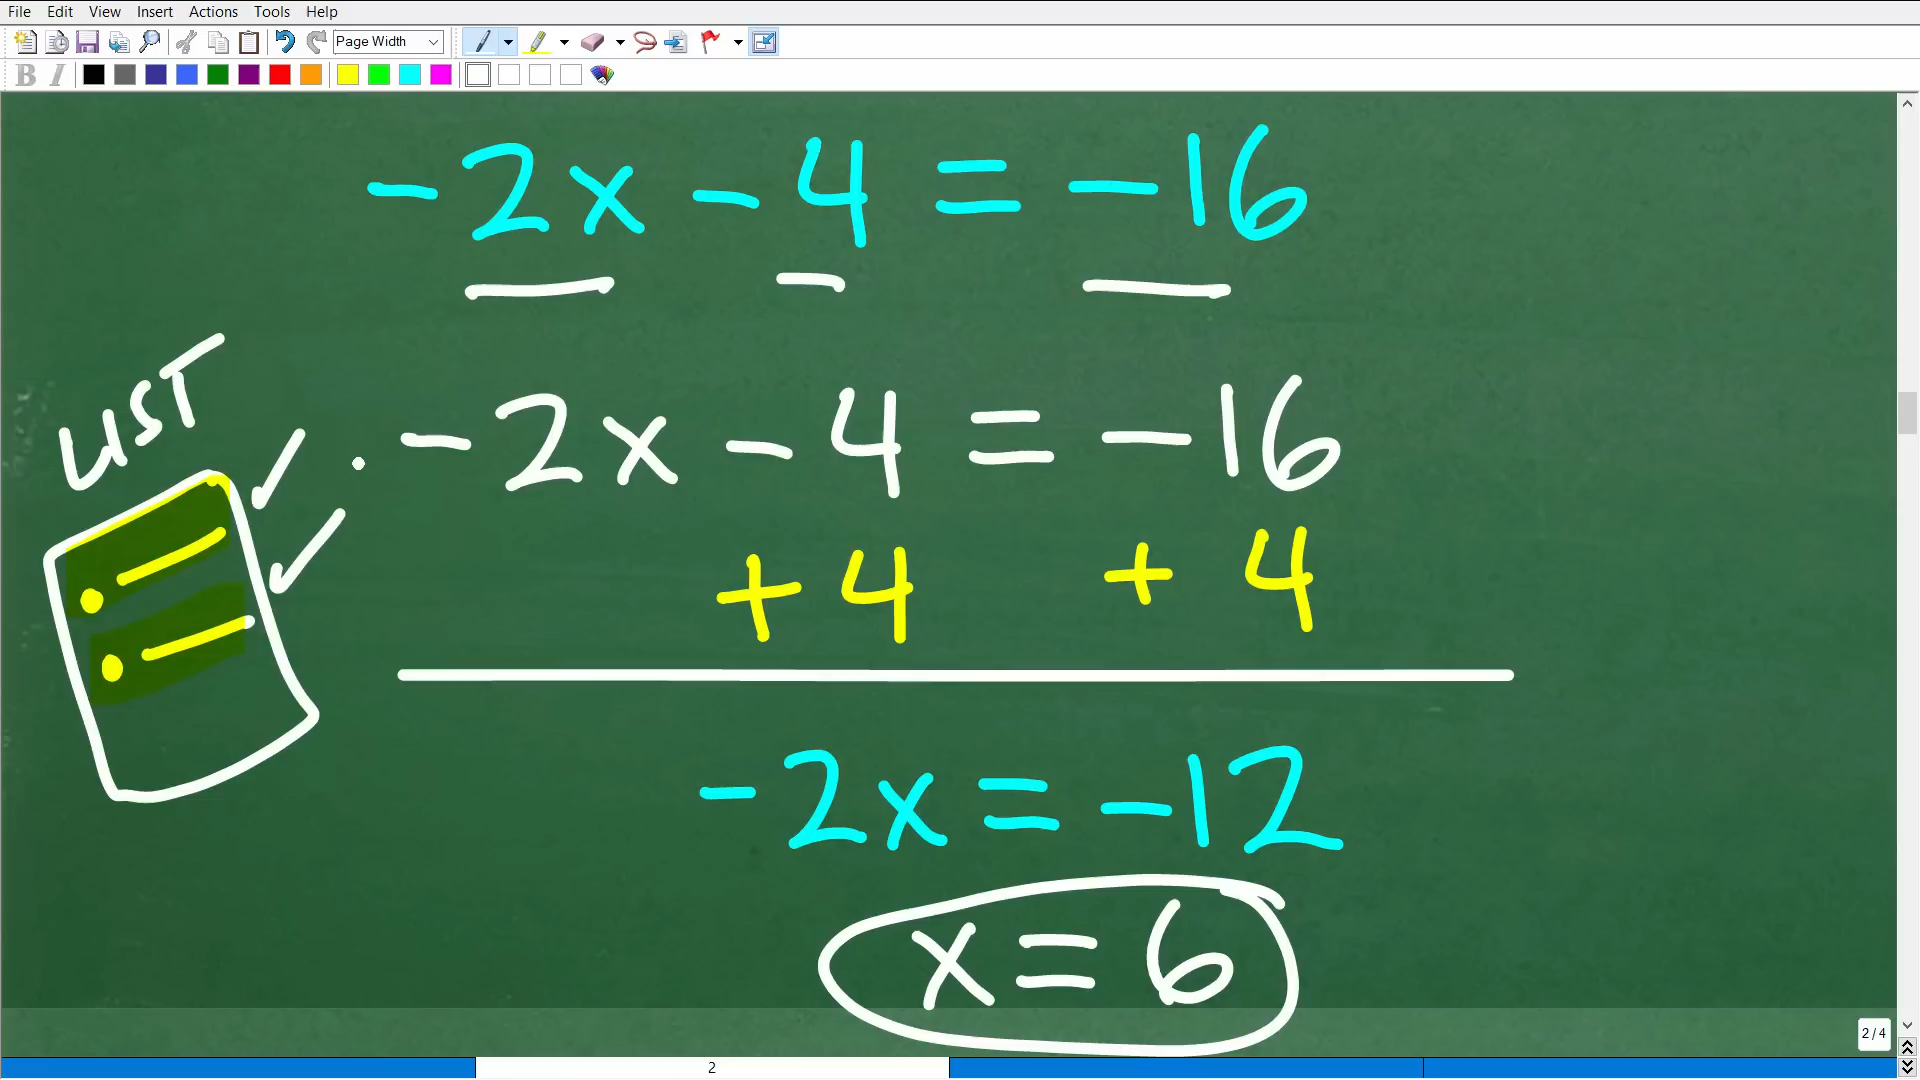 File Edit View Insert Actions Tools Help
Page Width
B I
-2x - 4 = -16
LIST
-2x - 4 = -16
+ 4 + 4
-2x = -12
x = 6
2 / 4
2